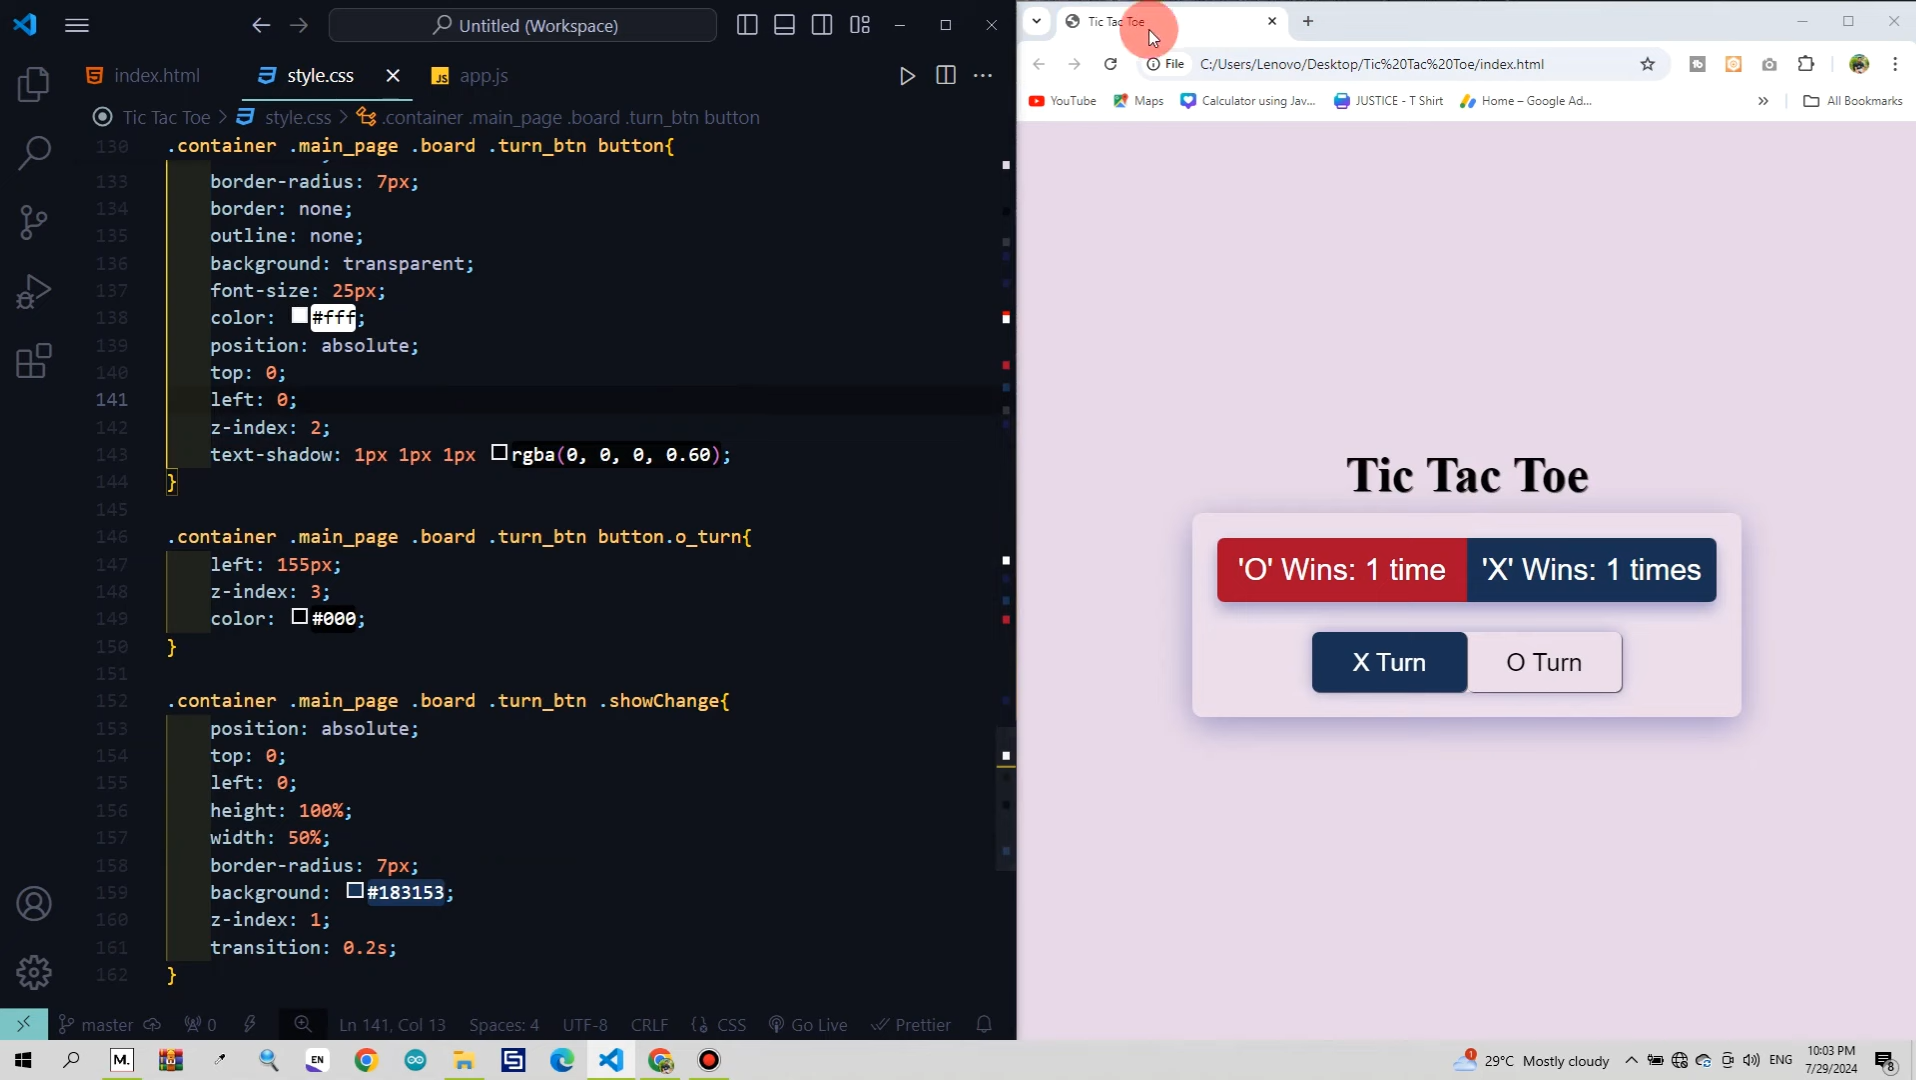 Untitled (Workspace)
index.html
style.css
app.js
Tic Tac Toe > style.css > .container .main_page .board .turn_btn button
130 .container .main_page .board .turn_btn button{
133 border-radius: 7px;
134 border: none;
135 outline: none;
136 background: transparent;
137 font-size: 25px;
138 color: #fff;
139 position: absolute;
140 top: 0;
141 left: 0;
142 z-index: 2;
143 text-shadow: 1px 1px 1px rgba(0, 0, 0, 0.60);
144 }
145
146 .container .main_page .board .turn_btn button.o_turn{
147 left: 155px;
148 z-index: 3;
149 color: #000;
150 }
151
152 .container .main_page .board .turn_btn .showChange{
153 position: absolute;
154 top: 0;
155 left: 0;
156 height: 100%;
157 width: 50%;
158 border-radius: 7px;
159 background: #183153;
160 z-index: 1;
161 transition: 0.2s;
162 }
master 0 Ln 141, Col 13 Spaces: 4 UTF-8 CRLF {} CSS Go Live Prettier
Tic Tac Toe
File C:/Users/Lenovo/Desktop/Tic%20Tac%20Toe/index.html
YouTube Maps Calculator using Jav... JUSTICE - T Shirt Home – Google Ad... » All Bookmarks
Tic Tac Toe
'O' Wins: 1 time 'X' Wins: 1 times
X Turn O Turn
M. EN 29°C Mostly cloudy ENG 10:03 PM
7/29/2024
8